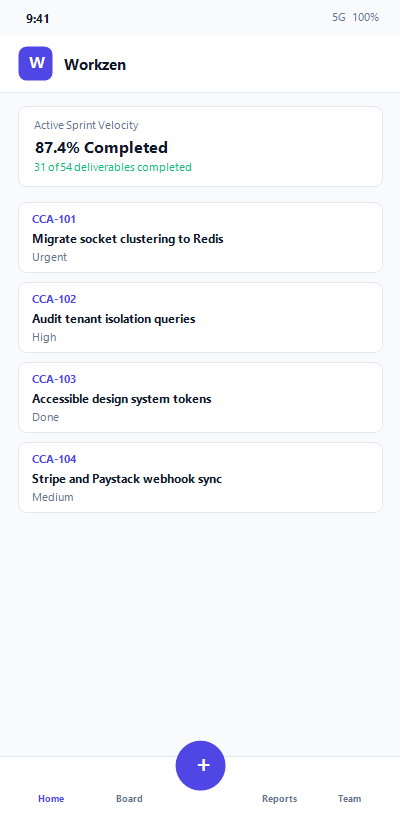 9:41
5G 100%
W
Workzen
Active Sprint Velocity
87.4% Completed
31 of 54 deliverables completed
CCA-101
Migrate socket clustering to Redis
Urgent
CCA-102
Audit tenant isolation queries
High
CCA-103
Accessible design system tokens
Done
CCA-104
Stripe and Paystack webhook sync
Medium
+
Home
Board
Reports
Team